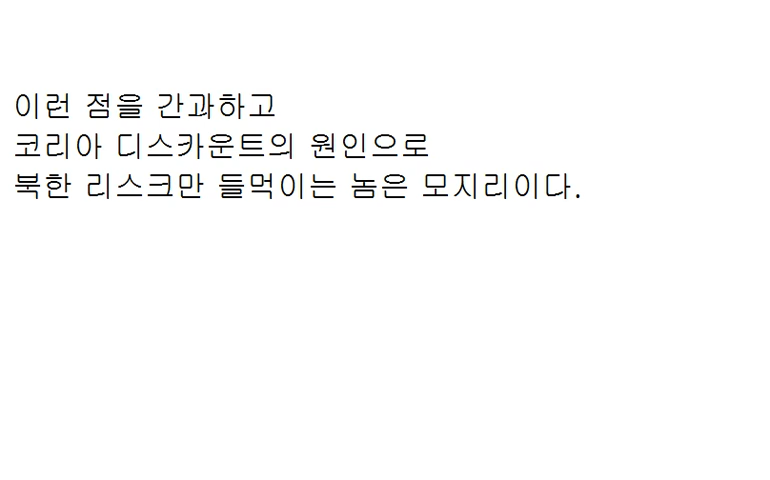 이런 점을 간과하고
코리아 디스카운트의 원인으로
북한 리스크만 들먹이는 놈은 모지리이다.